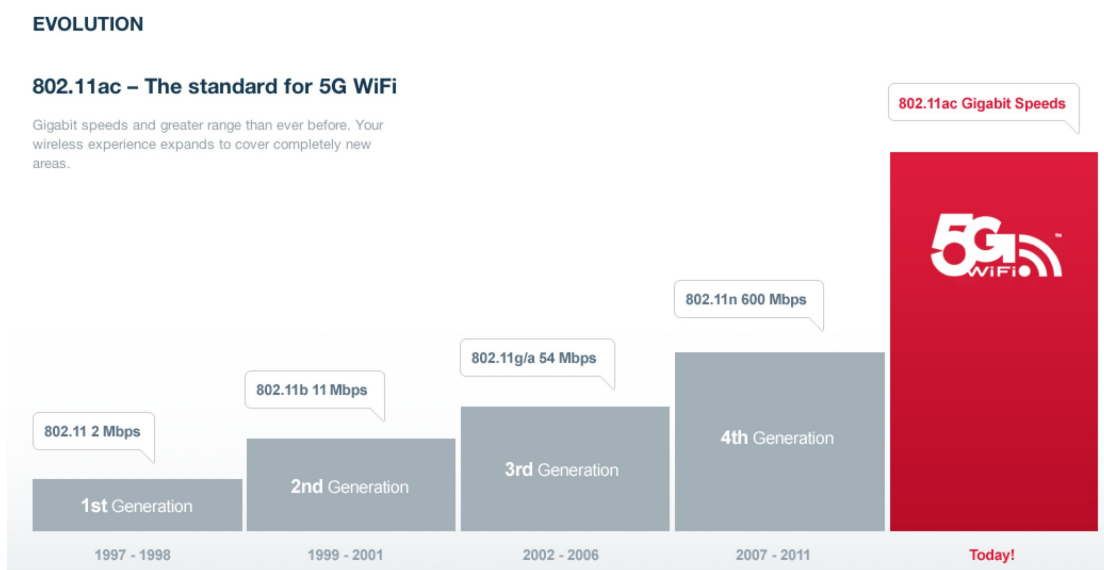 EVOLUTION
802.11ac – The standard for 5G WiFi
Gigabit speeds and greater range than ever before. Your
wireless experience expands to cover completely new
areas.
802.11 2 Mbps
802.11b 11 Mbps
802.11g/a 54 Mbps
802.11n 600 Mbps
802.11ac Gigabit Speeds
1st Generation
2nd Generation
3rd Generation
4th Generation
5G
WiFi
™
1997 - 1998
1999 - 2001
2002 - 2006
2007 - 2011
Today!